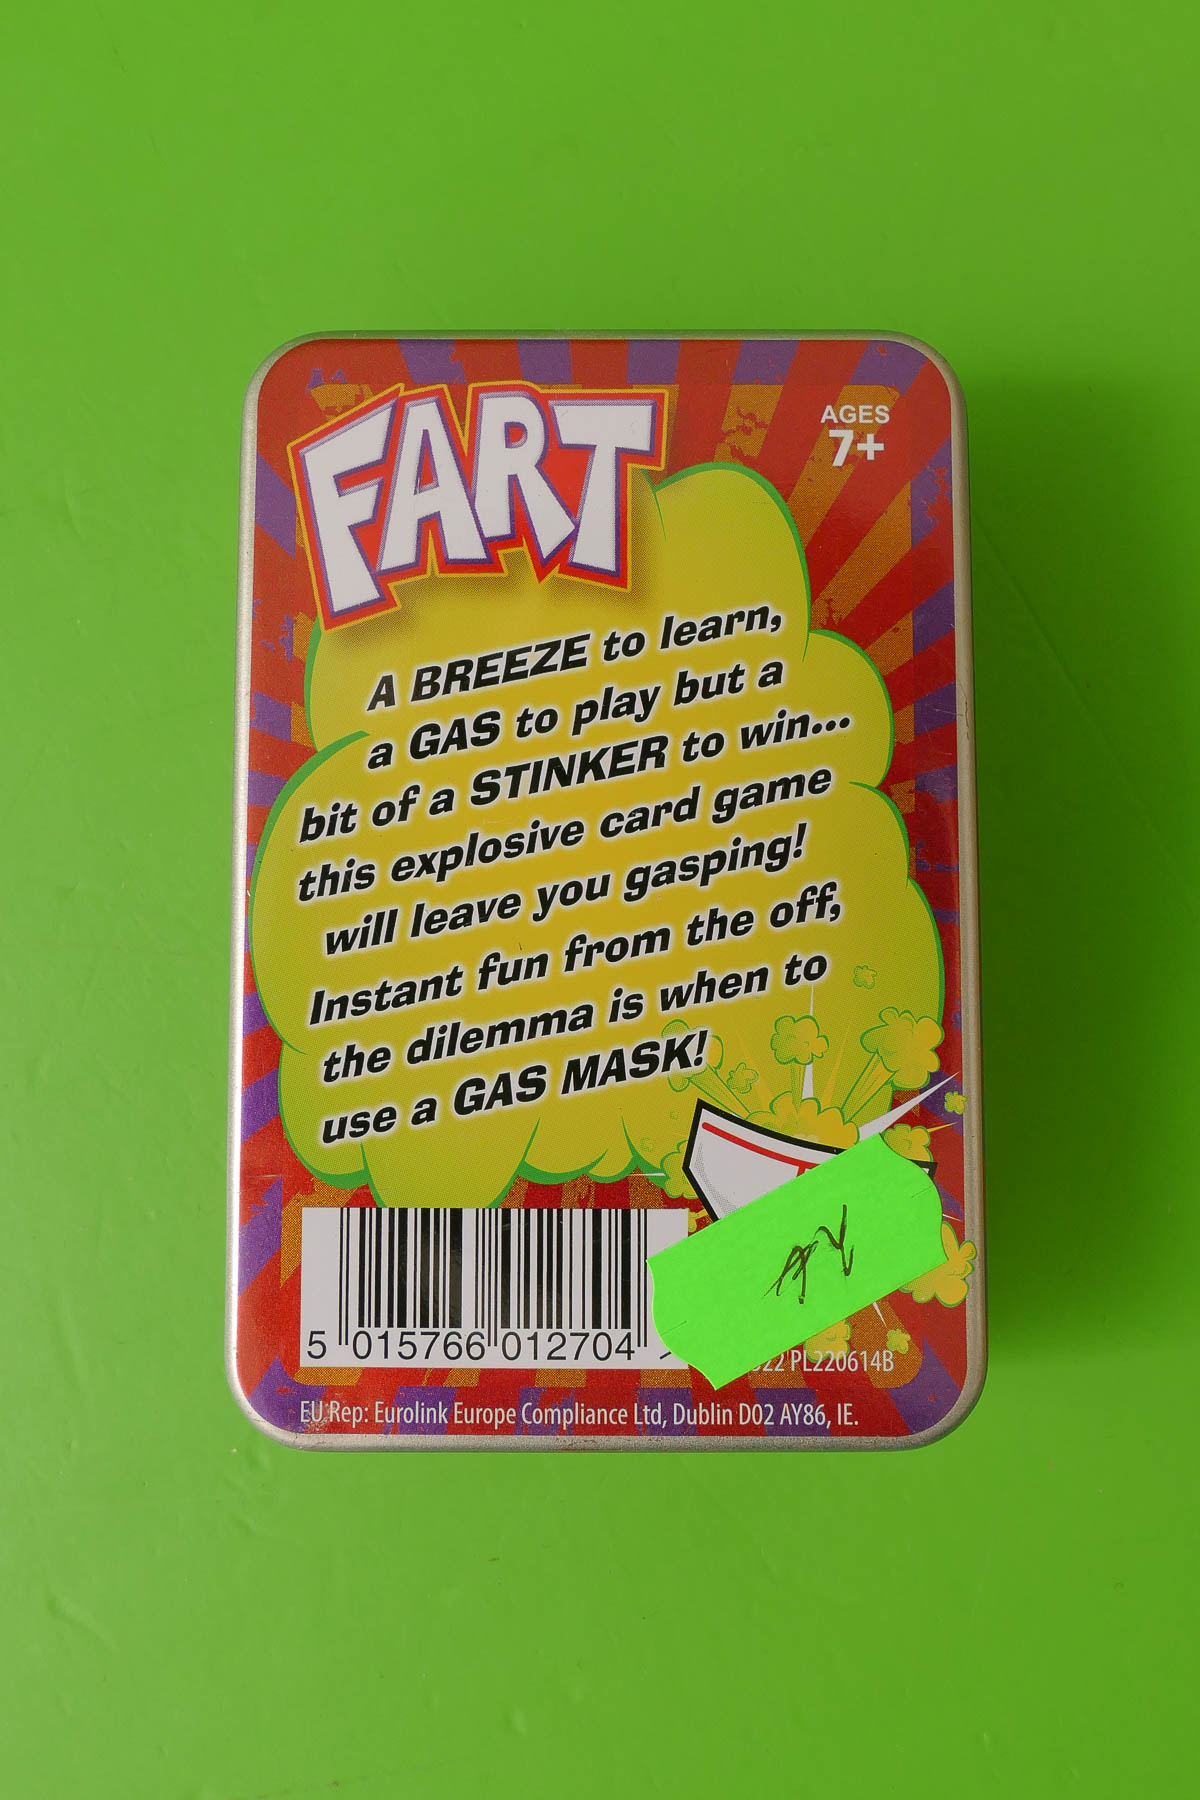 FART
AGES
7+
A BREEZE to learn,
a GAS to play but a
bit of a STINKER to win...
this explosive card game
will leave you gasping!
Instant fun from the off,
the dilemma is when to
use a GAS MASK!
5 015766 012704 >
PL220614B
EU Rep: Eurolink Europe Compliance Ltd, Dublin D02 AY86, IE.